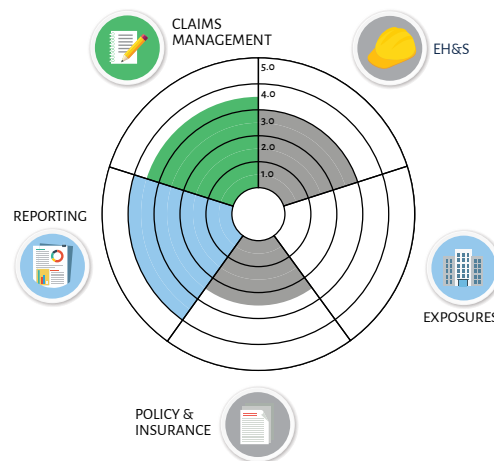 CLAIMS
MANAGEMENT
EH&S
5.0
4.0
3.0
2.0
1.0
REPORTING
EXPOSURES
POLICY &
INSURANCE